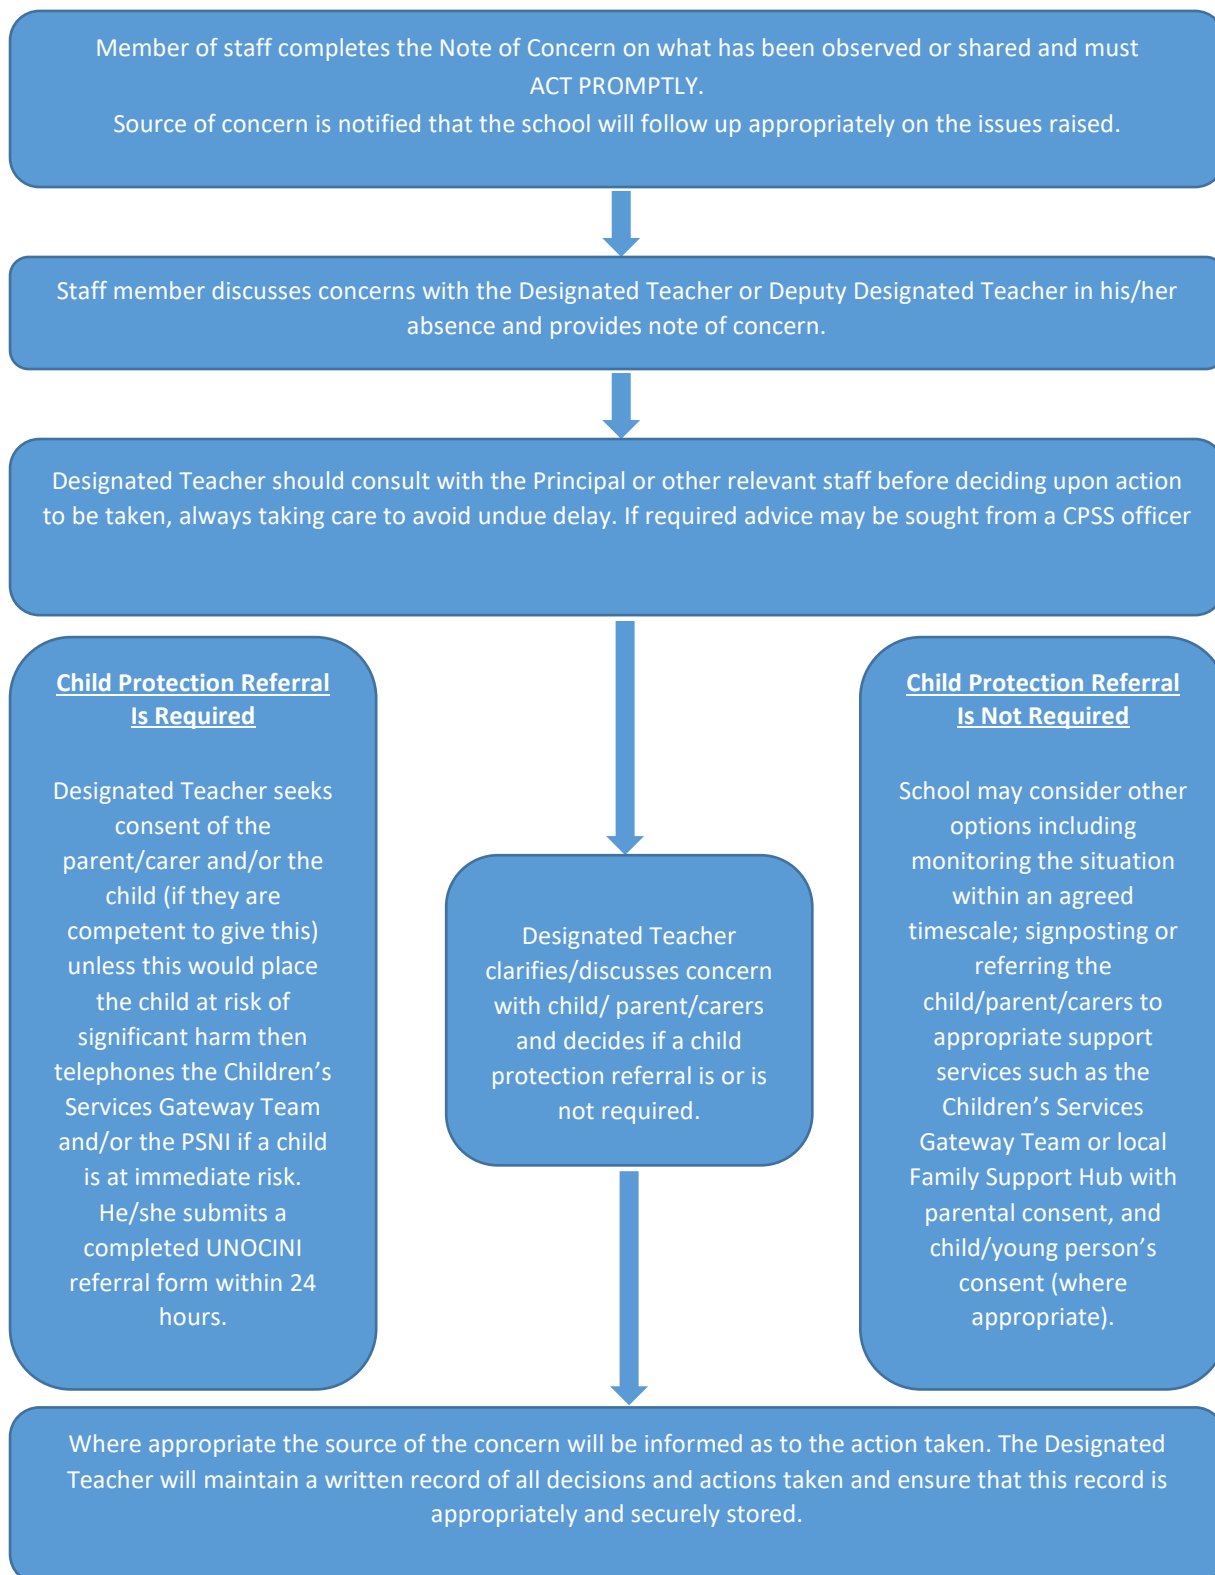 Member of staff completes the Note of Concern on what has been observed or shared and must
ACT PROMPTLY.
Source of concern is notified that the school will follow up appropriately on the issues raised.
Staff member discusses concerns with the Designated Teacher or Deputy Designated Teacher in his/her
absence and provides note of concern.
Designated Teacher should consult with the Principal or other relevant staff before deciding upon action
to be taken, always taking care to avoid undue delay. If required advice may be sought from a CPSS officer
Child Protection Referral
Is Required
Designated Teacher seeks
consent of the
parent/carer and/or the
child (if they are
competent to give this)
unless this would place
the child at risk of
significant harm then
telephones the Children’s
Services Gateway Team
and/or the PSNI if a child
is at immediate risk.
He/she submits a
completed UNOCINI
referral form within 24
hours.
Designated Teacher
clarifies/discusses concern
with child/ parent/carers
and decides if a child
protection referral is or is
not required.
Child Protection Referral
Is Not Required
School may consider other
options including
monitoring the situation
within an agreed
timescale; signposting or
referring the
child/parent/carers to
appropriate support
services such as the
Children’s Services
Gateway Team or local
Family Support Hub with
parental consent, and
child/young person’s
consent (where
appropriate).
Where appropriate the source of the concern will be informed as to the action taken. The Designated
Teacher will maintain a written record of all decisions and actions taken and ensure that this record is
appropriately and securely stored.